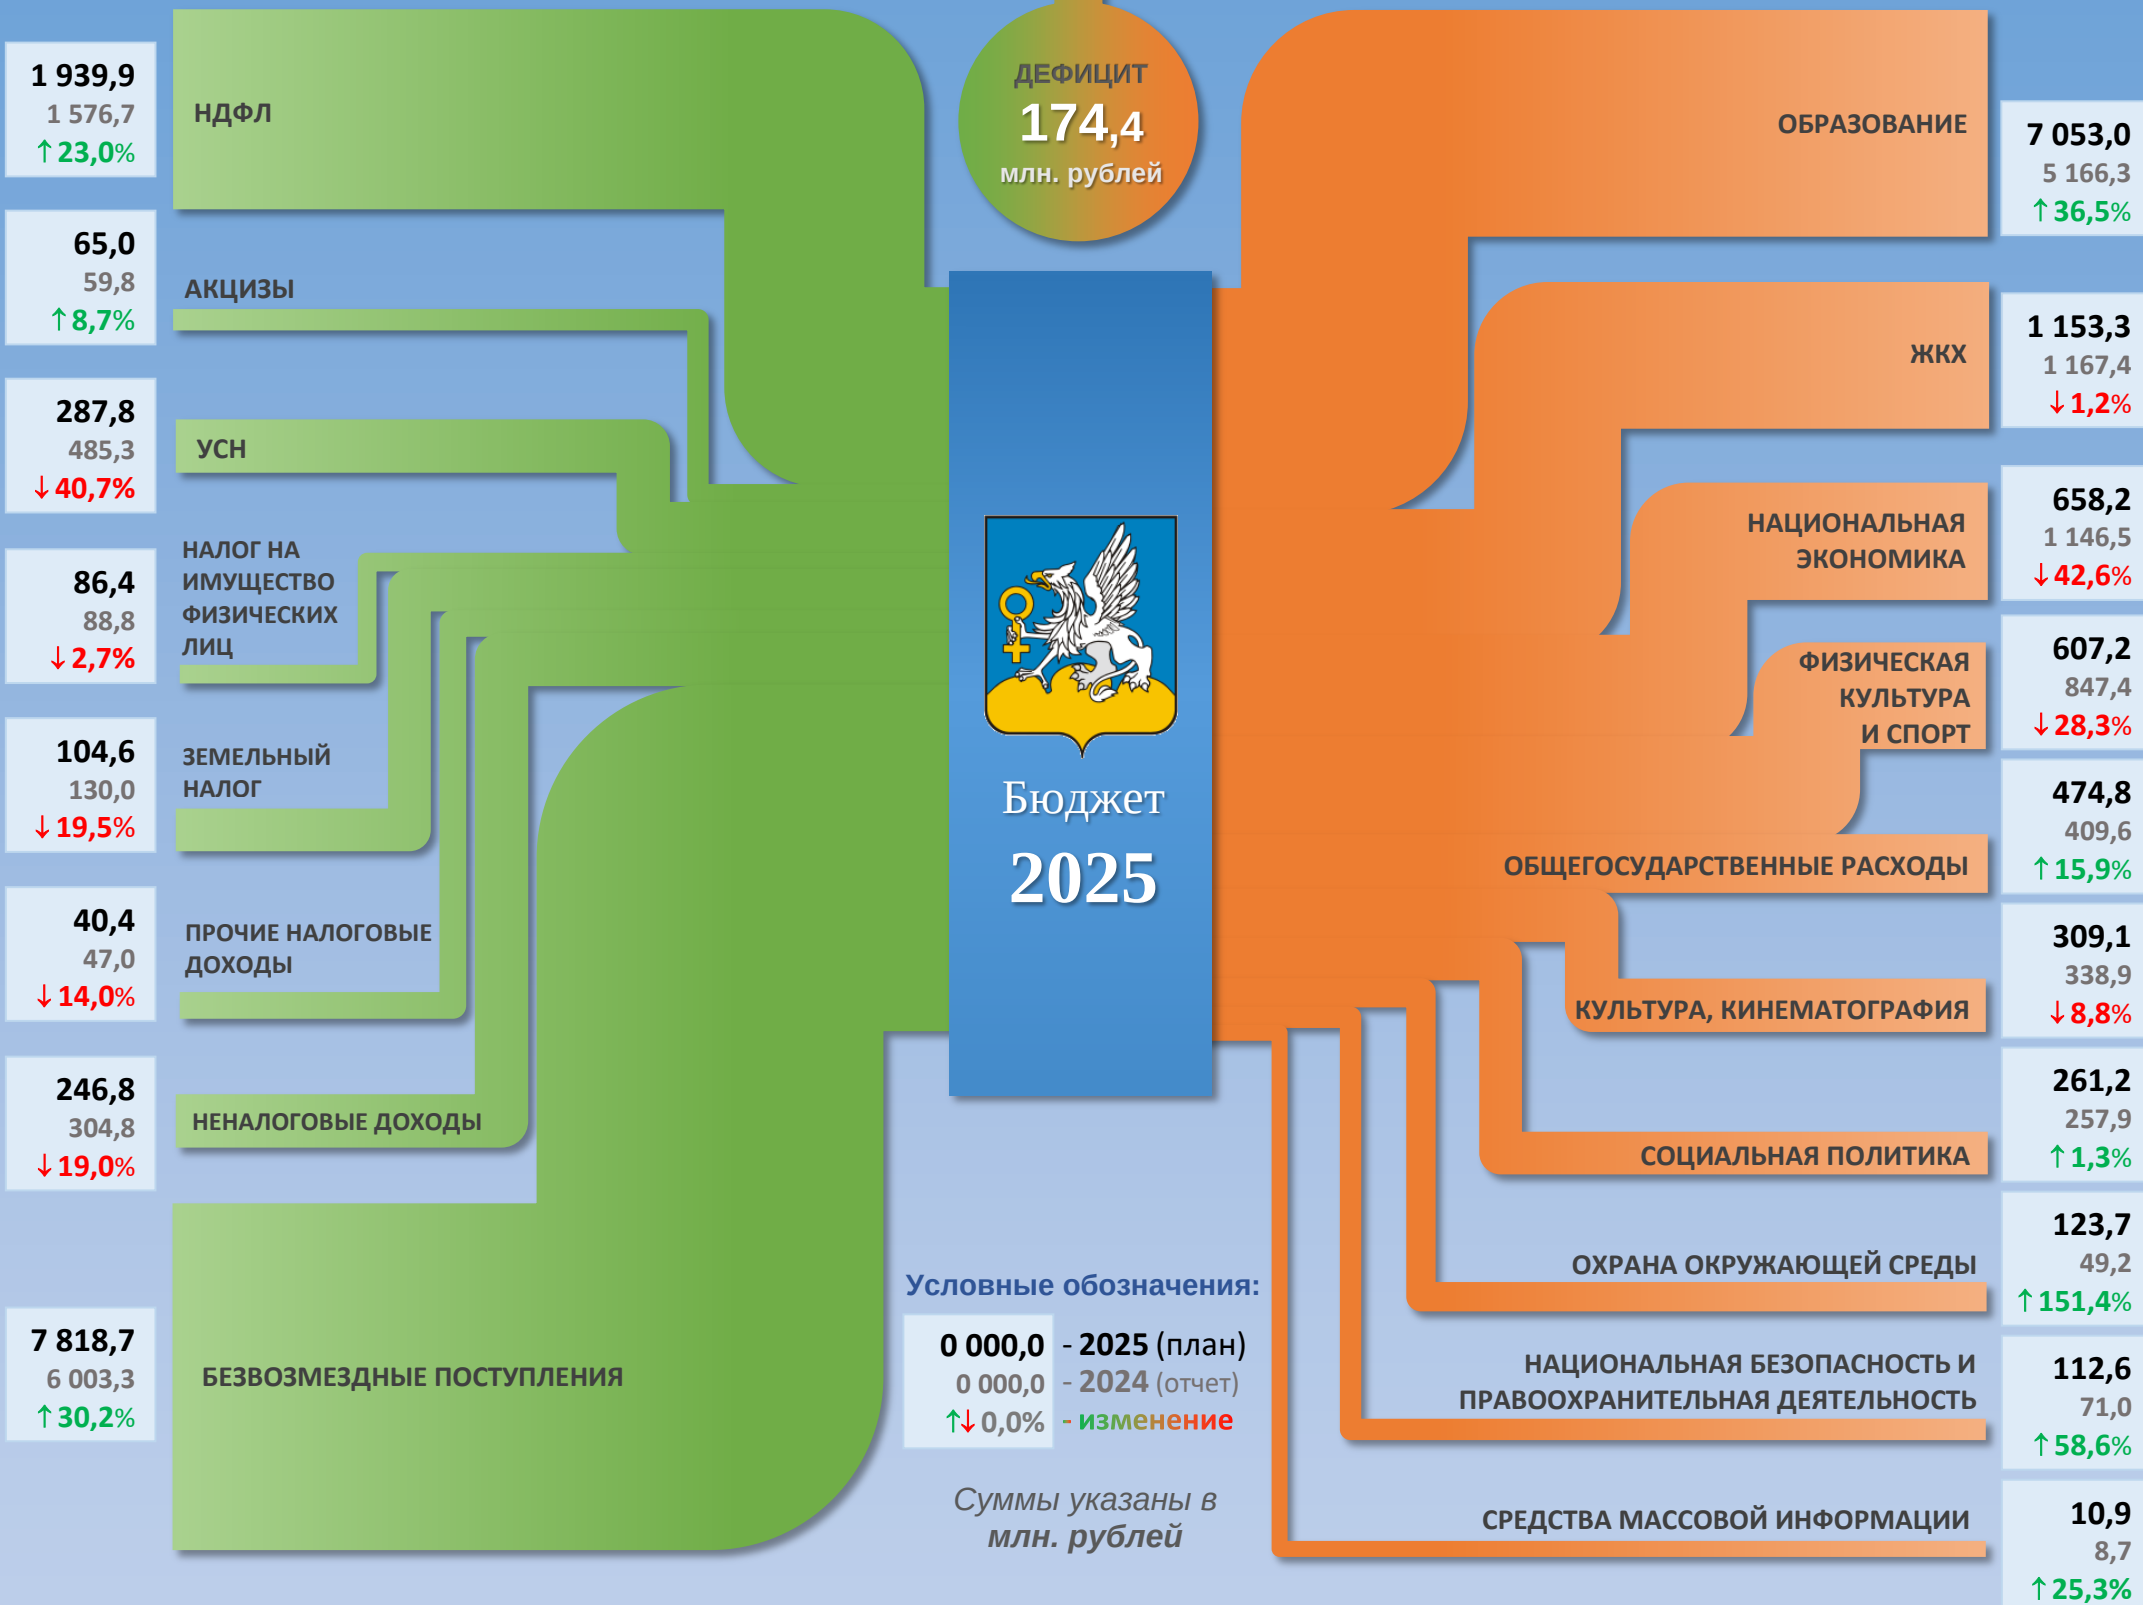 1 939,9
1 576,7
↑23,0%
НДФЛ
65,0
59,8
↑8,7%
АКЦИЗЫ
287,8
485,3
↓40,7%
УСН
86,4
88,8
↓2,7%
НАЛОГ НА
ИМУЩЕСТВО
ФИЗИЧЕСКИХ
ЛИЦ
104,6
130,0
↓19,5%
ЗЕМЕЛЬНЫЙ
НАЛОГ
40,4
47,0
↓14,0%
ПРОЧИЕ НАЛОГОВЫЕ
ДОХОДЫ
246,8
304,8
↓19,0%
НЕНАЛОГОВЫЕ ДОХОДЫ
7 818,7
6 003,3
↑30,2%
БЕЗВОЗМЕЗДНЫЕ ПОСТУПЛЕНИЯ
ДЕФИЦИТ
174,4
млн. рублей
Бюджет
2025
Условные обозначения:
0 000,0 - 2025 (план)
0 000,0 - 2024 (отчет)
↑↓ 0,0% - изменение
Суммы указаны в
млн. рублей
ОБРАЗОВАНИЕ
7 053,0
5 166,3
↑36,5%
ЖКХ
1 153,3
1 167,4
↓1,2%
НАЦИОНАЛЬНАЯ
ЭКОНОМИКА
658,2
1 146,5
↓42,6%
ФИЗИЧЕСКАЯ
КУЛЬТУРА
И СПОРТ
607,2
847,4
↓28,3%
ОБЩЕГОСУДАРСТВЕННЫЕ РАСХОДЫ
474,8
409,6
↑15,9%
КУЛЬТУРА, КИНЕМАТОГРАФИЯ
309,1
338,9
↓8,8%
СОЦИАЛЬНАЯ ПОЛИТИКА
261,2
257,9
↑1,3%
ОХРАНА ОКРУЖАЮЩЕЙ СРЕДЫ
123,7
49,2
↑151,4%
НАЦИОНАЛЬНАЯ БЕЗОПАСНОСТЬ И
ПРАВООХРАНИТЕЛЬНАЯ ДЕЯТЕЛЬНОСТЬ
112,6
71,0
↑58,6%
СРЕДСТВА МАССОВОЙ ИНФОРМАЦИИ
10,9
8,7
↑25,3%